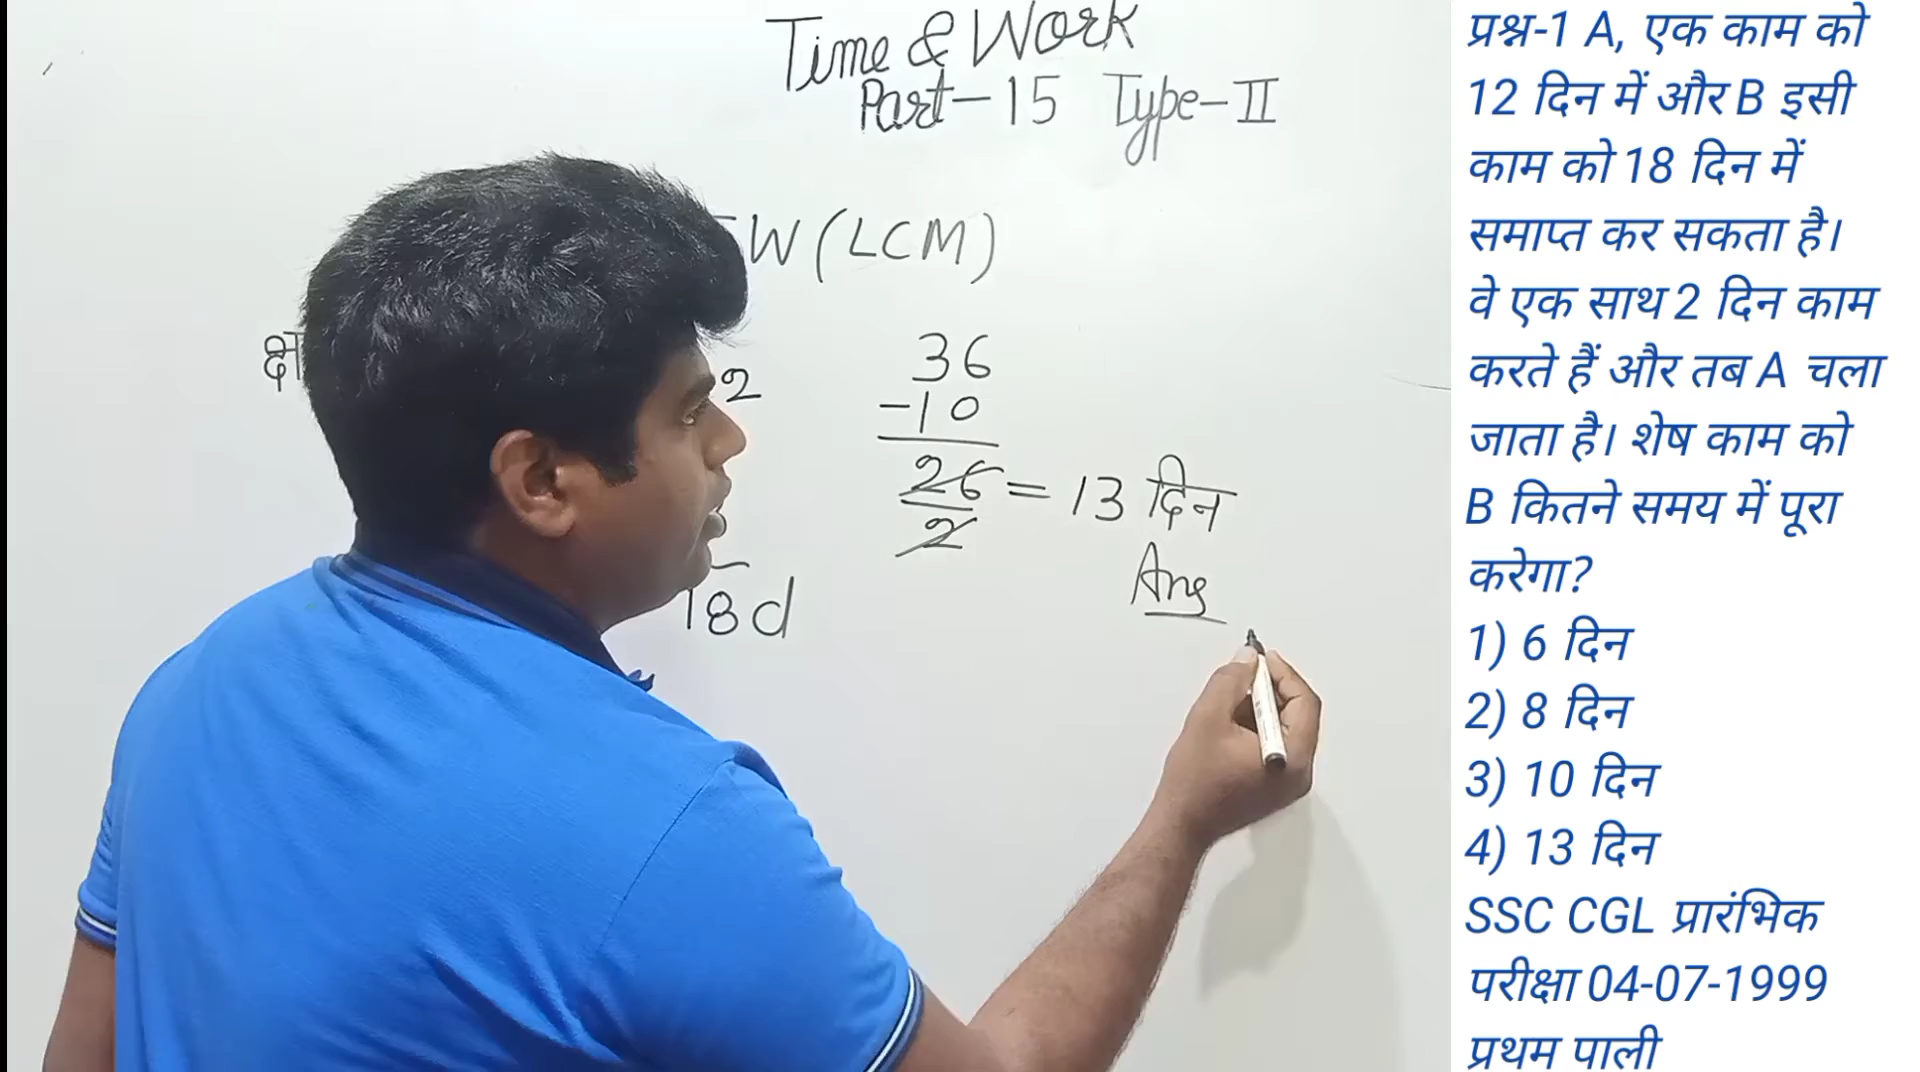 Time & Work
Part-15 Type-II
W (LCM)
36
2
-10
26 = 13 दिन
2
Ans
18d
प्रश्न-1 A, एक काम को
12 दिन में और B इसी
काम को 18 दिन में
समाप्त कर सकता है।
वे एक साथ 2 दिन काम
करते हैं और तब A चला
जाता है। शेष काम को
B कितने समय में पूरा
करेगा?
1) 6 दिन
2) 8 दिन
3) 10 दिन
4) 13 दिन
SSC CGL प्रारंभिक
परीक्षा 04-07-1999
प्रथम पाली